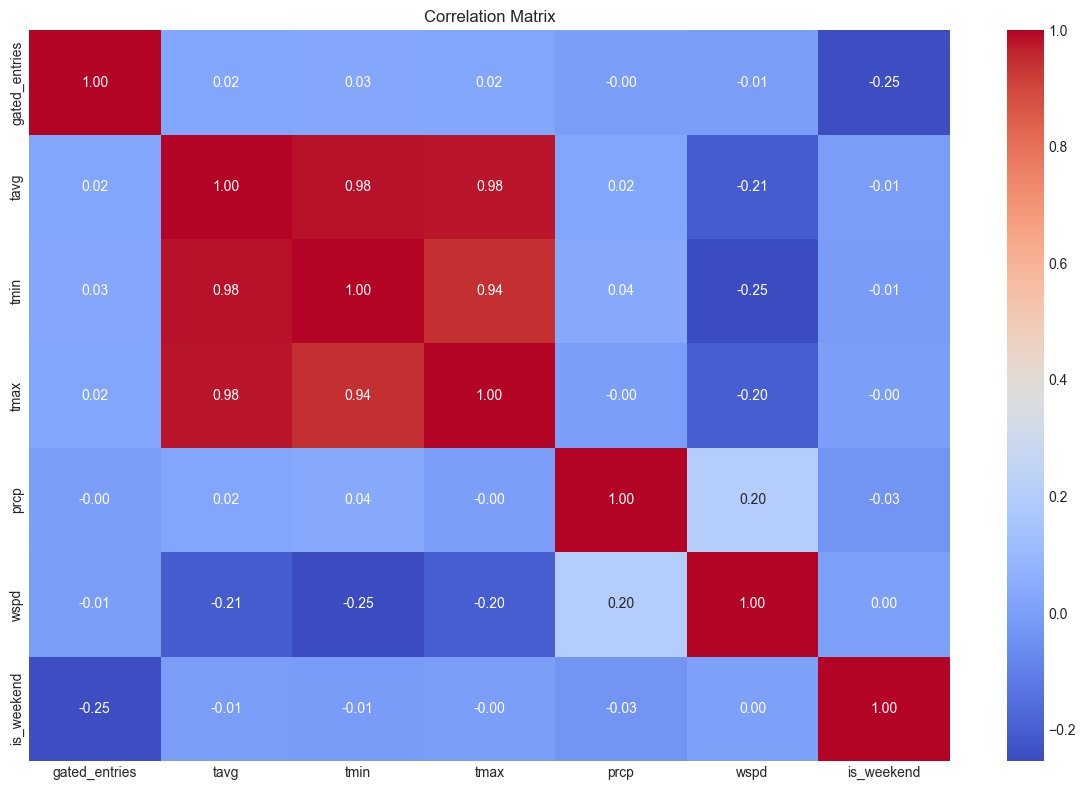 Correlation Matrix
gated_entries 1.00 0.02 0.03 0.02 -0.00 -0.01 -0.25
tavg 0.02 1.00 0.98 0.98 0.02 -0.21 -0.01
tmin 0.03 0.98 1.00 0.94 0.04 -0.25 -0.01
tmax 0.02 0.98 0.94 1.00 -0.00 -0.20 -0.00
prcp -0.00 0.02 0.04 -0.00 1.00 0.20 -0.03
wspd -0.01 -0.21 -0.25 -0.20 0.20 1.00 0.00
is_weekend -0.25 -0.01 -0.01 -0.00 -0.03 0.00 1.00
gated_entries tavg tmin tmax prcp wspd is_weekend
1.0
0.8
0.6
0.4
0.2
0.0
−0.2